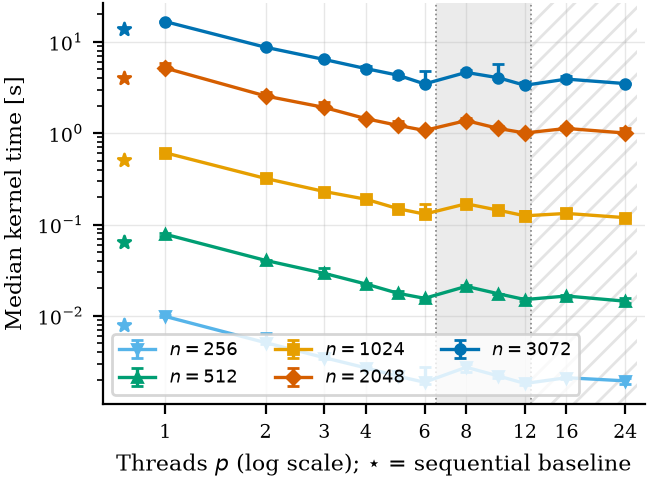 Median kernel time [s]
10¹
10⁰
10⁻¹
10⁻²
n = 256
n = 1024
n = 3072
n = 512
n = 2048
1 2 3 4 6 8 12 16 24
Threads p (log scale); ⋆ = sequential baseline